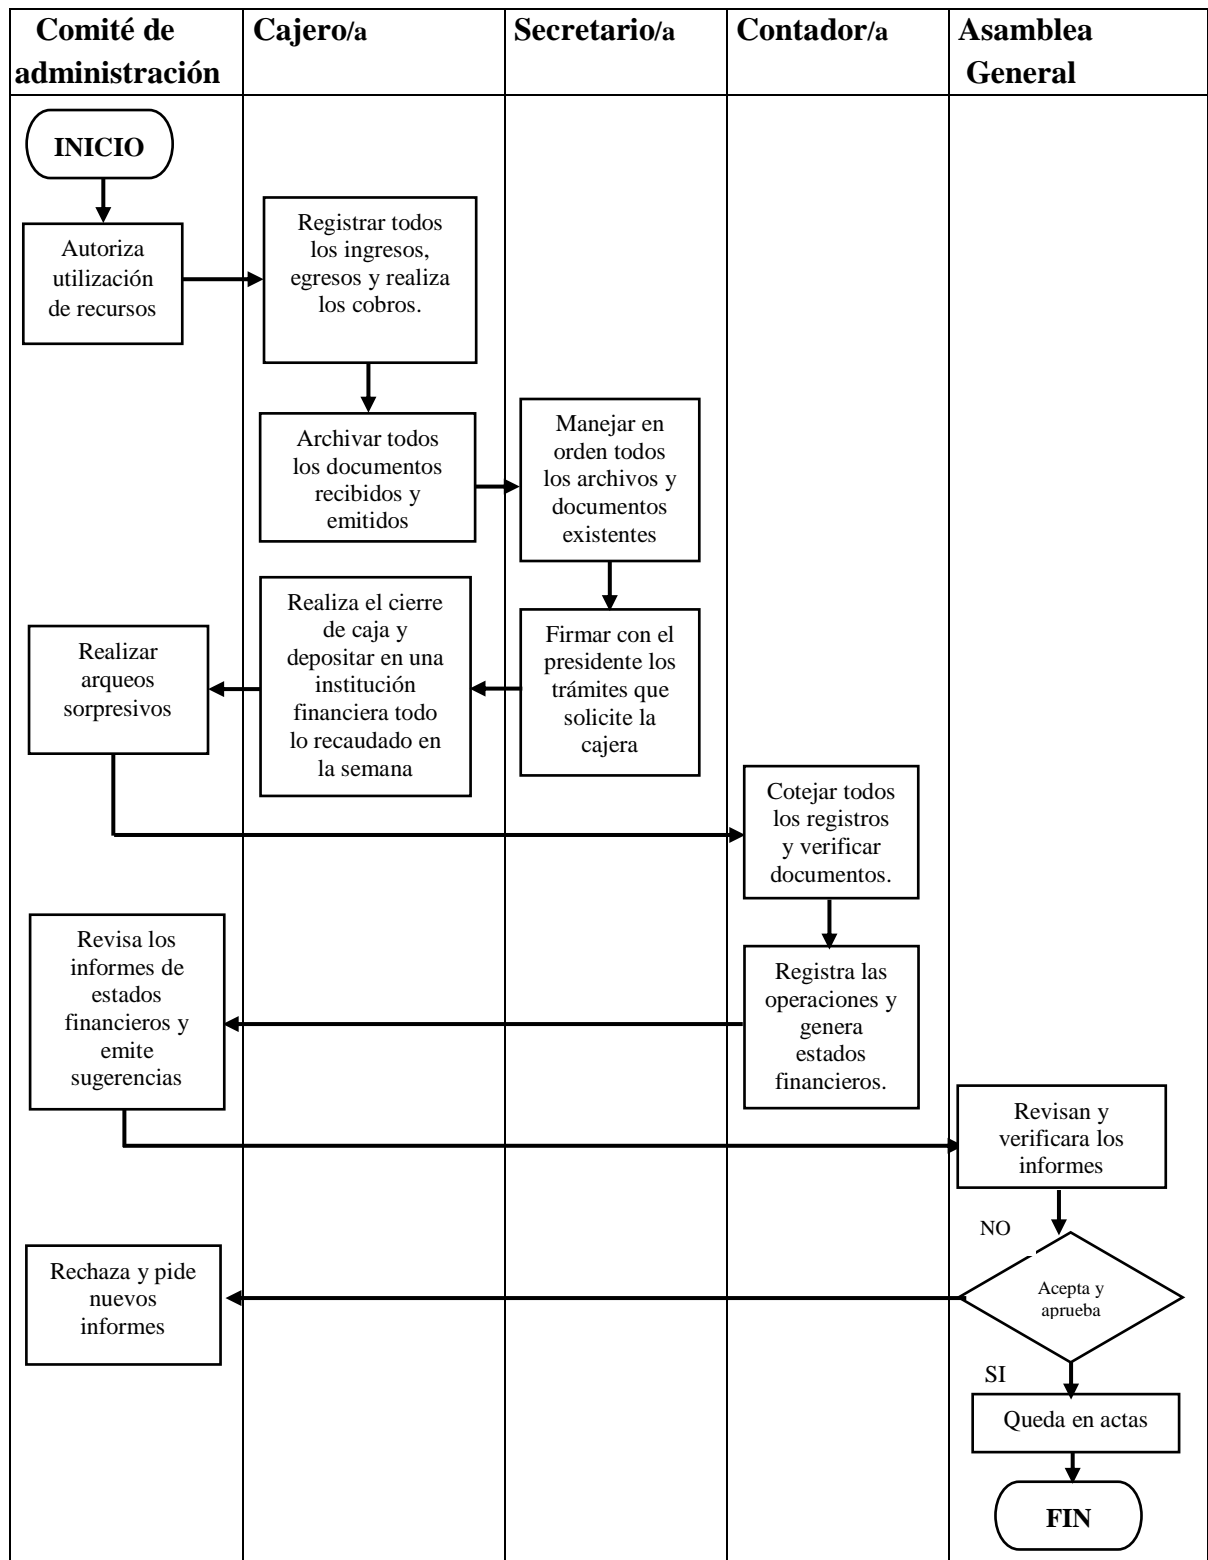 Comité de
administración
Cajero/a
Secretario/a
Contador/a
Asamblea
General
INICIO
Autoriza
utilización
de recursos
Registrar todos
los ingresos,
egresos y realiza
los cobros.
Archivar todos
los documentos
recibidos y
emitidos
Manejar en
orden todos
los archivos y
documentos
existentes
Firmar con el
presidente los
trámites que
solicite la
cajera
Realiza el cierre
de caja y
depositar en una
institución
financiera todo
lo recaudado en
la semana
Realizar
arqueos
sorpresivos
Cotejar todos
los registros
y verificar
documentos.
Registra las
operaciones y
genera
estados
financieros.
Revisa los
informes de
estados
financieros y
emite
sugerencias
Revisan y
verificara los
informes
NO
Acepta y
aprueba
Rechaza y pide
nuevos
informes
SI
Queda en actas
FIN